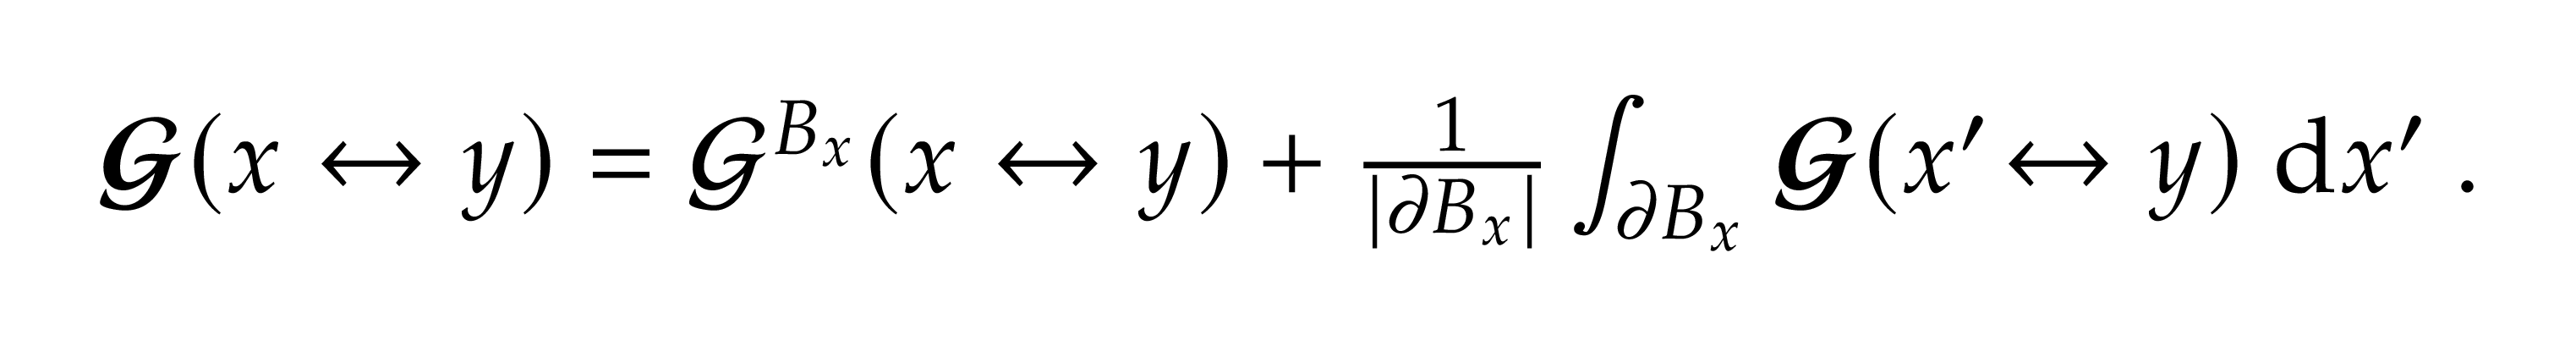 𝓖(x ↔ y) = 𝓖^{B_x}(x ↔ y) + \frac{1}{|∂B_x|} ∫_{∂B_x} 𝓖(x′ ↔ y) dx′ .